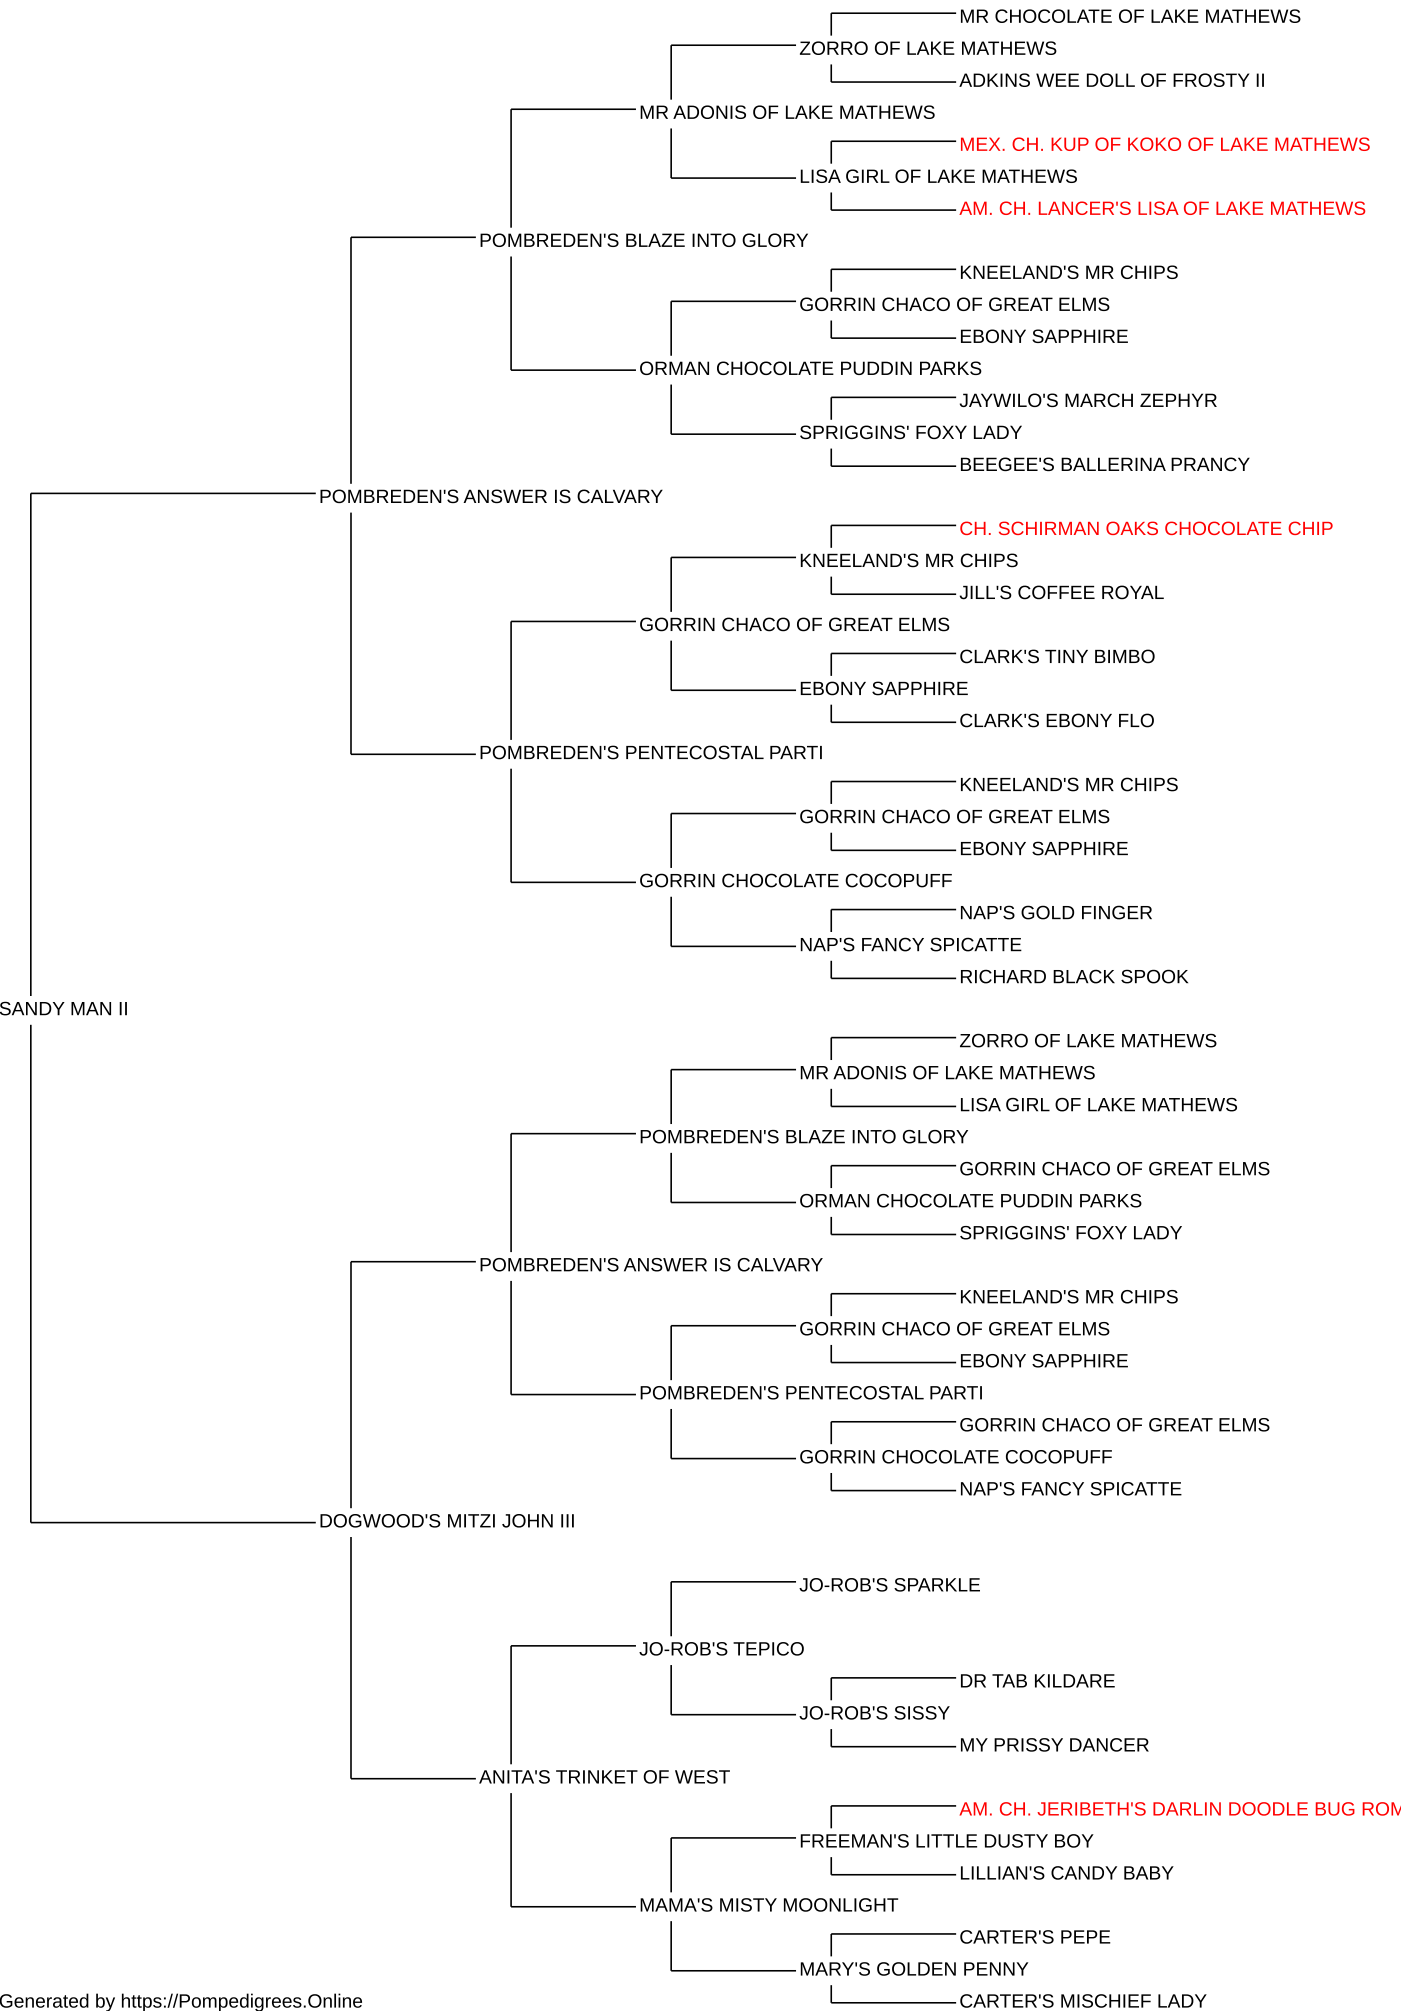 MR CHOCOLATE OF LAKE MATHEWS
ZORRO OF LAKE MATHEWS
ADKINS WEE DOLL OF FROSTY II
MR ADONIS OF LAKE MATHEWS
MEX. CH. KUP OF KOKO OF LAKE MATHEWS
LISA GIRL OF LAKE MATHEWS
AM. CH. LANCER'S LISA OF LAKE MATHEWS
POMBREDEN'S BLAZE INTO GLORY
KNEELAND'S MR CHIPS
GORRIN CHACO OF GREAT ELMS
EBONY SAPPHIRE
ORMAN CHOCOLATE PUDDIN PARKS
JAYWILO'S MARCH ZEPHYR
SPRIGGINS' FOXY LADY
BEEGEE'S BALLERINA PRANCY
POMBREDEN'S ANSWER IS CALVARY
CH. SCHIRMAN OAKS CHOCOLATE CHIP
KNEELAND'S MR CHIPS
JILL'S COFFEE ROYAL
GORRIN CHACO OF GREAT ELMS
CLARK'S TINY BIMBO
EBONY SAPPHIRE
CLARK'S EBONY FLO
POMBREDEN'S PENTECOSTAL PARTI
KNEELAND'S MR CHIPS
GORRIN CHACO OF GREAT ELMS
EBONY SAPPHIRE
GORRIN CHOCOLATE COCOPUFF
NAP'S GOLD FINGER
NAP'S FANCY SPICATTE
RICHARD BLACK SPOOK
SANDY MAN II
ZORRO OF LAKE MATHEWS
MR ADONIS OF LAKE MATHEWS
LISA GIRL OF LAKE MATHEWS
POMBREDEN'S BLAZE INTO GLORY
GORRIN CHACO OF GREAT ELMS
ORMAN CHOCOLATE PUDDIN PARKS
SPRIGGINS' FOXY LADY
POMBREDEN'S ANSWER IS CALVARY
KNEELAND'S MR CHIPS
GORRIN CHACO OF GREAT ELMS
EBONY SAPPHIRE
POMBREDEN'S PENTECOSTAL PARTI
GORRIN CHACO OF GREAT ELMS
GORRIN CHOCOLATE COCOPUFF
NAP'S FANCY SPICATTE
DOGWOOD'S MITZI JOHN III
JO-ROB'S SPARKLE
JO-ROB'S TEPICO
DR TAB KILDARE
JO-ROB'S SISSY
MY PRISSY DANCER
ANITA'S TRINKET OF WEST
AM. CH. JERIBETH'S DARLIN DOODLE BUG ROM
FREEMAN'S LITTLE DUSTY BOY
LILLIAN'S CANDY BABY
MAMA'S MISTY MOONLIGHT
CARTER'S PEPE
MARY'S GOLDEN PENNY
CARTER'S MISCHIEF LADY
Generated by https://Pompedigrees.Online